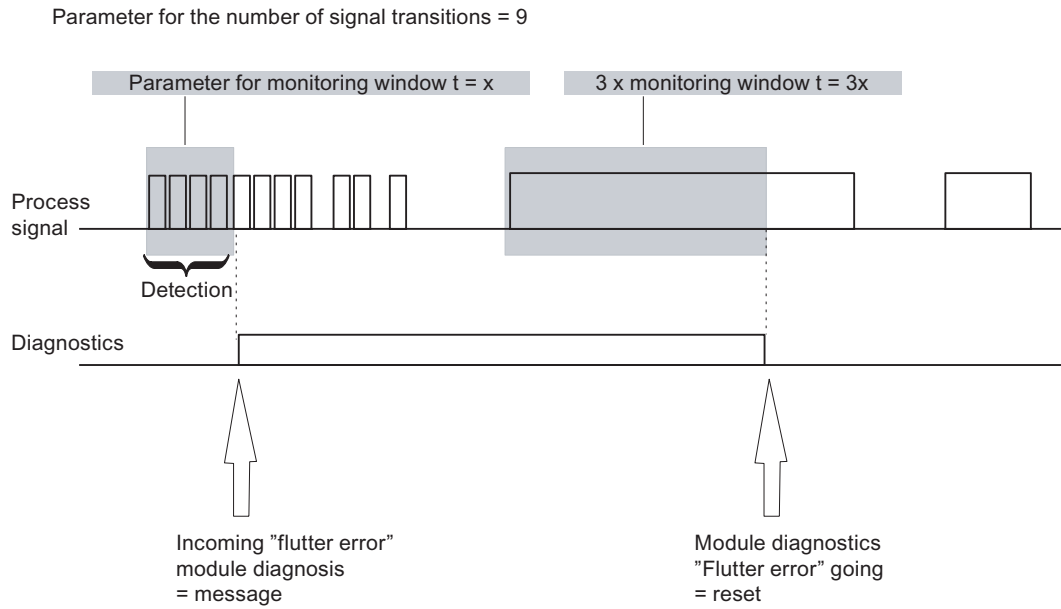 Parameter for the number of signal transitions = 9
Parameter for monitoring window t = x
3 x monitoring window t = 3x
Process
signal
Detection
Diagnostics
Incoming ”flutter error”
module diagnosis
= message
Module diagnostics
”Flutter error” going
= reset